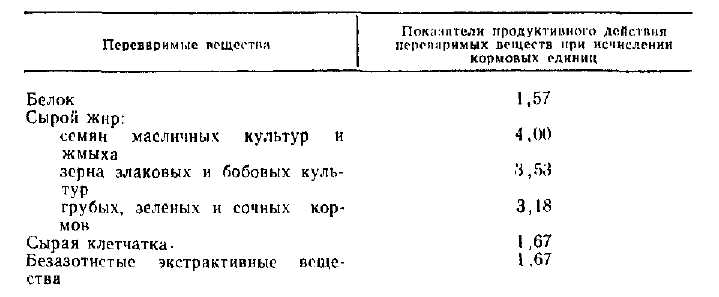 Переваримые вещества
Показатели продуктивного действия
переваримых веществ при исчислении
кормовых единиц
Белок 1,57
Сырой жир:
семян масличных культур и 4,00
жмыха
зерна злаковых и бобовых куль- 3,53
тур
грубых, зеленых и сочных кор- 3,18
мов
Сырая клетчатка. 1,67
Безазотистые экстрактивные веще- 1,67
ства